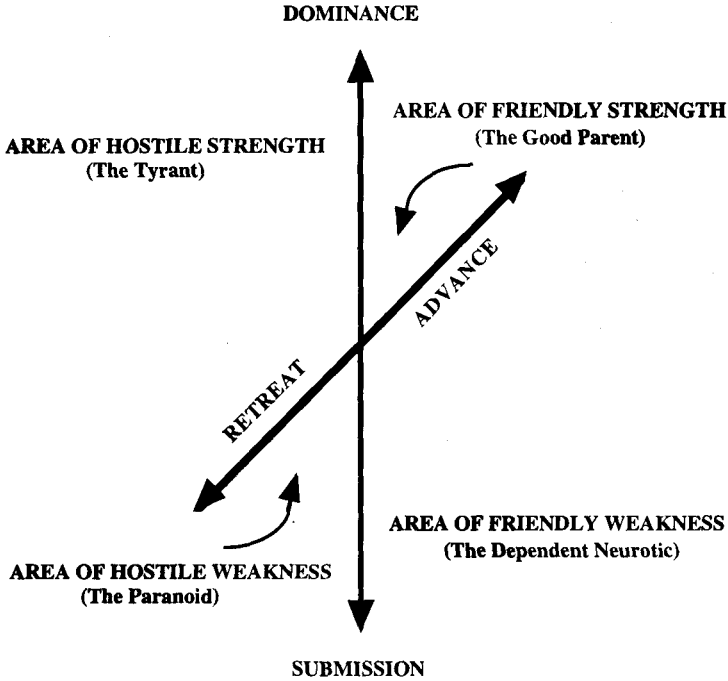 DOMINANCE
AREA OF FRIENDLY STRENGTH
(The Good Parent)
AREA OF HOSTILE STRENGTH
(The Tyrant)
ADVANCE
RETREAT
AREA OF FRIENDLY WEAKNESS
(The Dependent Neurotic)
AREA OF HOSTILE WEAKNESS
(The Paranoid)
SUBMISSION